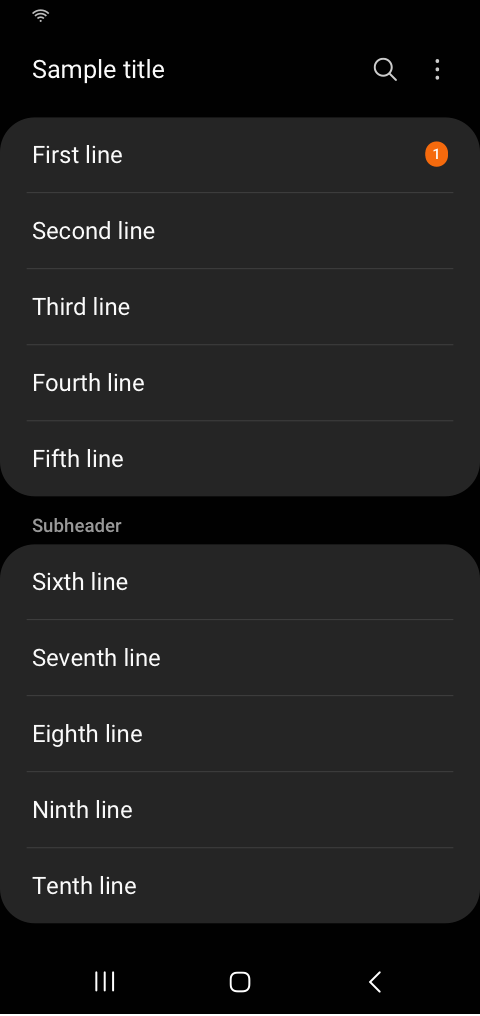 Sample title
First line 1
Second line
Third line
Fourth line
Fifth line
Subheader
Sixth line
Seventh line
Eighth line
Ninth line
Tenth line